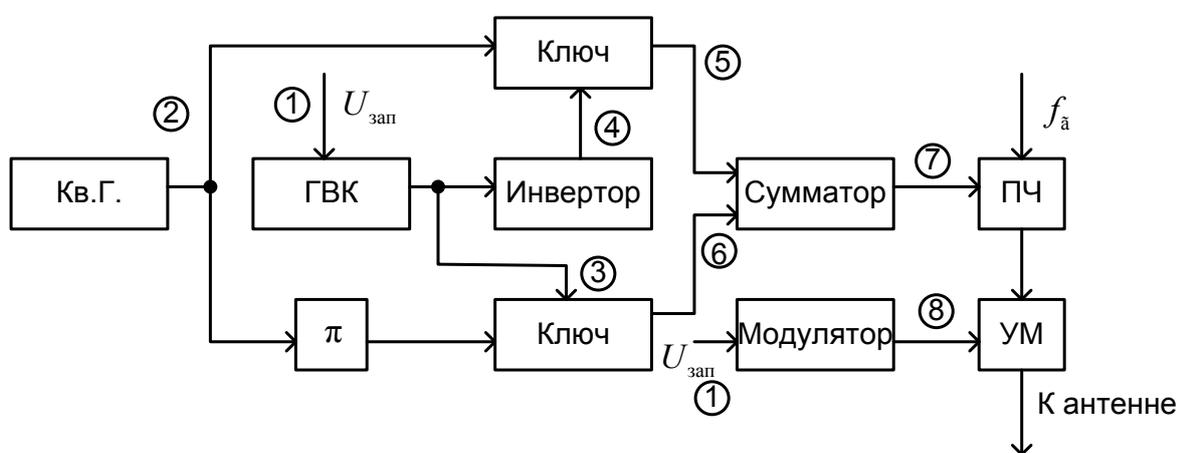 Ключ
⑤
②
①
U зап
④
f ã
Кв.Г.
ГВК
Инвертор
Сумматор
⑦
ПЧ
③
⑥
π
Ключ
U зап
①
Модулятор
⑧
УМ
К антенне